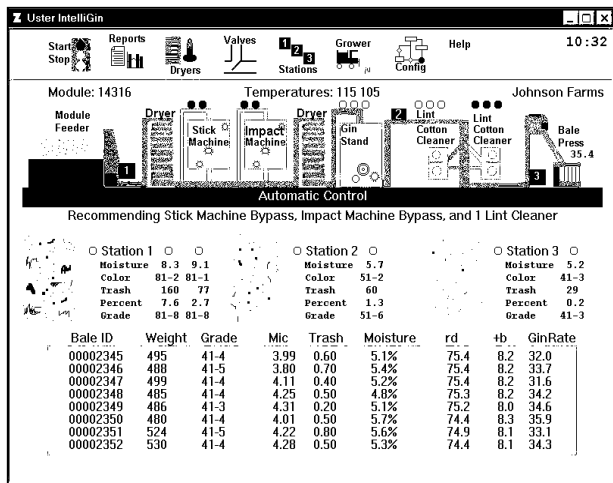 Z Uster IntelliGin
Start Stop Reports Dryers Valves 1 2 3 Stations Grower Config Help 10:32
Module: 14316 Temperatures: 115 105 Johnson Farms
Module Feeder Dryer Stick Machine Impact Machine Dryer Gin Stand 2 Lint Cotton Cleaner Lint Cotton Cleaner Bale Press 35.4
1 3
Automatic Control
Recommending Stick Machine Bypass, Impact Machine Bypass, and 1 Lint Cleaner
Station 1 Station 2 Station 3
Moisture 8.3 9.1 Moisture 5.7 Moisture 5.2
Color 81-2 81-1 Color 51-2 Color 41-3
Trash 160 77 Trash 60 Trash 29
Percent 7.6 2.7 Percent 1.3 Percent 0.2
Grade 81-8 81-8 Grade 51-6 Grade 41-3
Bale ID Weight Grade Mic Trash Moisture rd +b GinRate
00002345 495 41-4 3.99 0.60 5.1% 75.4 8.2 32.0
00002346 488 41-5 3.80 0.70 5.4% 75.4 8.2 33.7
00002347 499 41-4 4.11 0.40 5.2% 75.4 8.2 31.6
00002348 485 41-4 4.25 0.50 4.8% 75.3 8.2 34.2
00002349 486 41-3 4.31 0.20 5.1% 75.2 8.0 34.6
00002350 480 41-4 4.01 0.50 5.7% 74.4 8.3 35.9
00002351 524 41-5 4.22 0.80 5.6% 74.9 8.1 33.1
00002352 530 41-4 4.28 0.50 5.3% 74.4 8.1 34.3